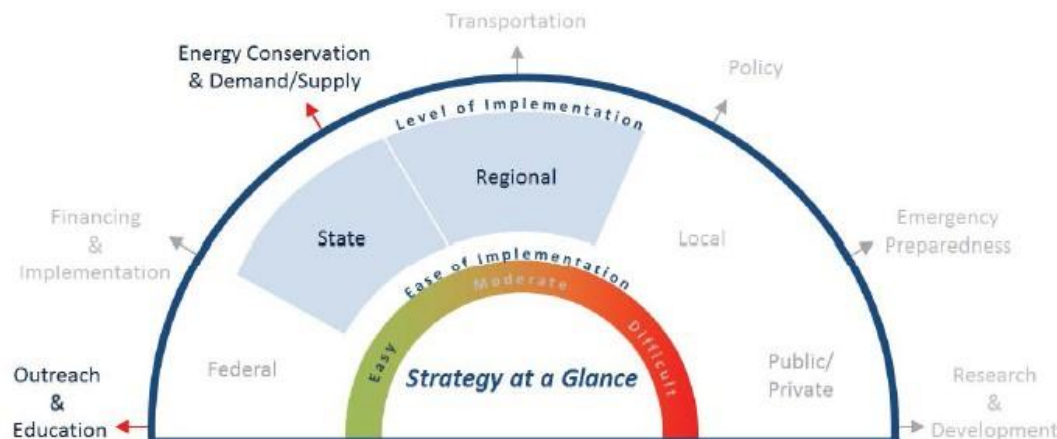 Transportation
Energy Conservation
& Demand/Supply
Policy
Level of Implementation
Regional
State
Local
Financing
&
Implementation
Emergency
Preparedness
Ease of Implementation
Moderate
Easy
Difficult
Federal
Strategy at a Glance
Public/
Private
Outreach
&
Education
Research
&
Development